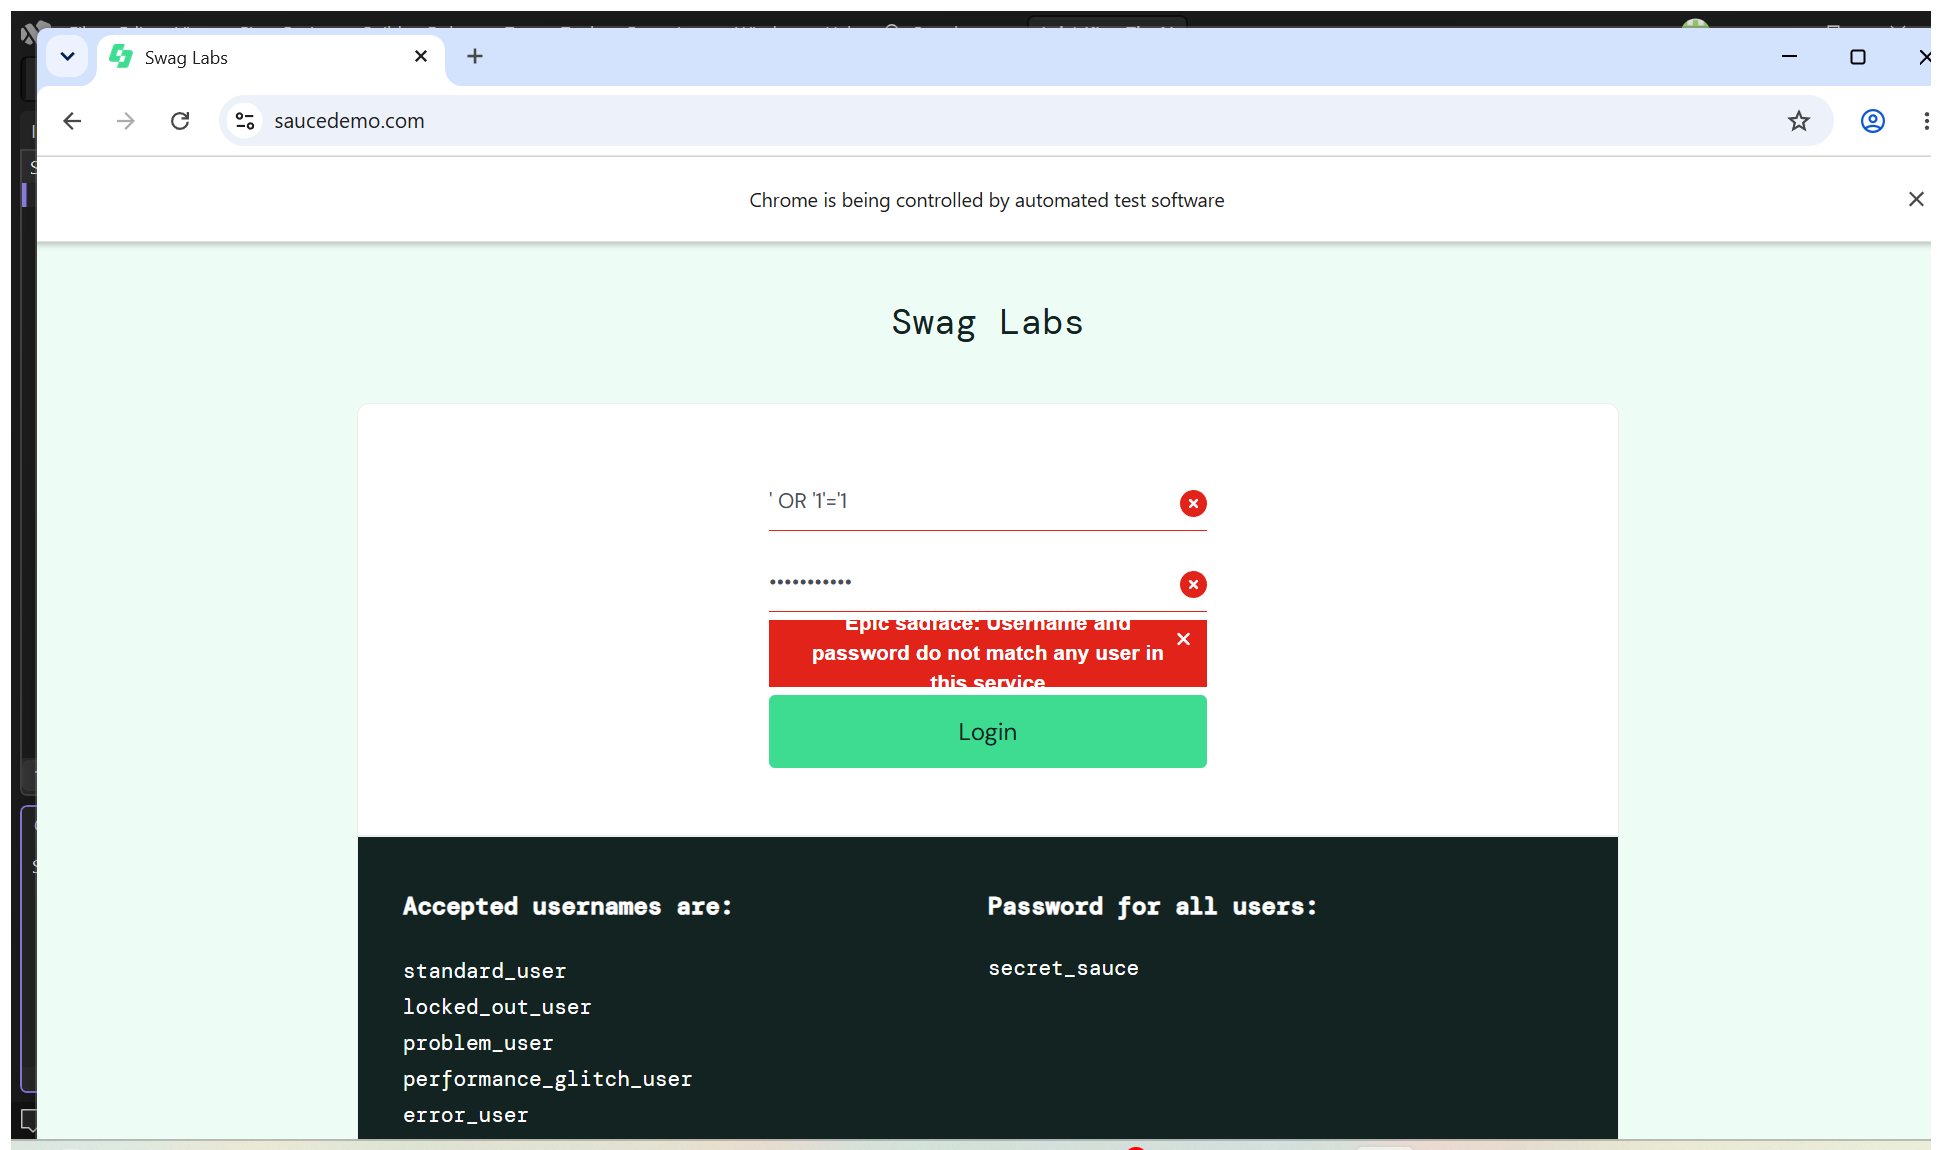 Swag Labs
saucedemo.com
Chrome is being controlled by automated test software
Swag Labs
' OR '1'='1
•••••••••••
Epic sadface: Username and
password do not match any user in
this service
Login
Accepted usernames are:
standard_user
locked_out_user
problem_user
performance_glitch_user
error_user
Password for all users:
secret_sauce